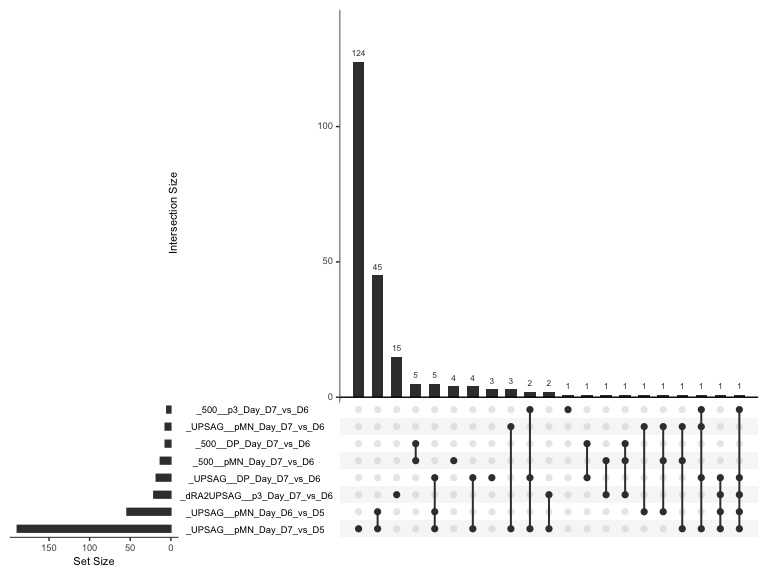 124
100
Intersection Size
50
45
15
5 5 4 4 3 3 2 2 1 1 1 1 1 1 1 1 1 1
0
_500__p3_Day_D7_vs_D6
_UPSAG__pMN_Day_D7_vs_D6
_500__DP_Day_D7_vs_D6
_500__pMN_Day_D7_vs_D6
_UPSAG__DP_Day_D7_vs_D6
_dRA2UPSAG__p3_Day_D7_vs_D6
_UPSAG__pMN_Day_D6_vs_D5
_UPSAG__pMN_Day_D7_vs_D5
150 100 50 0
Set Size